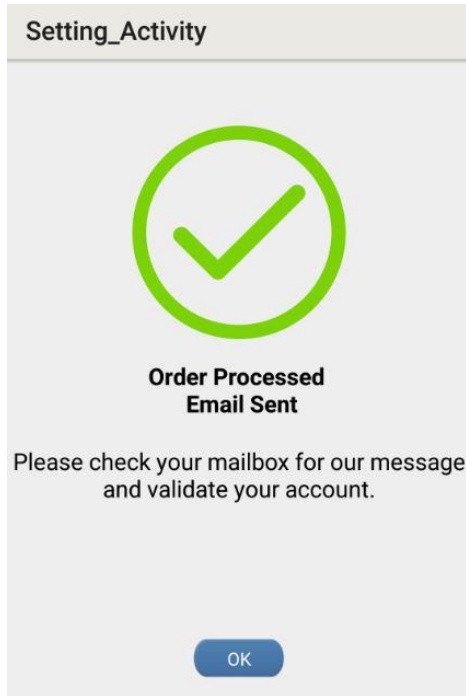 Setting_Activity
Order Processed
Email Sent
Please check your mailbox for our message
and validate your account.
OK